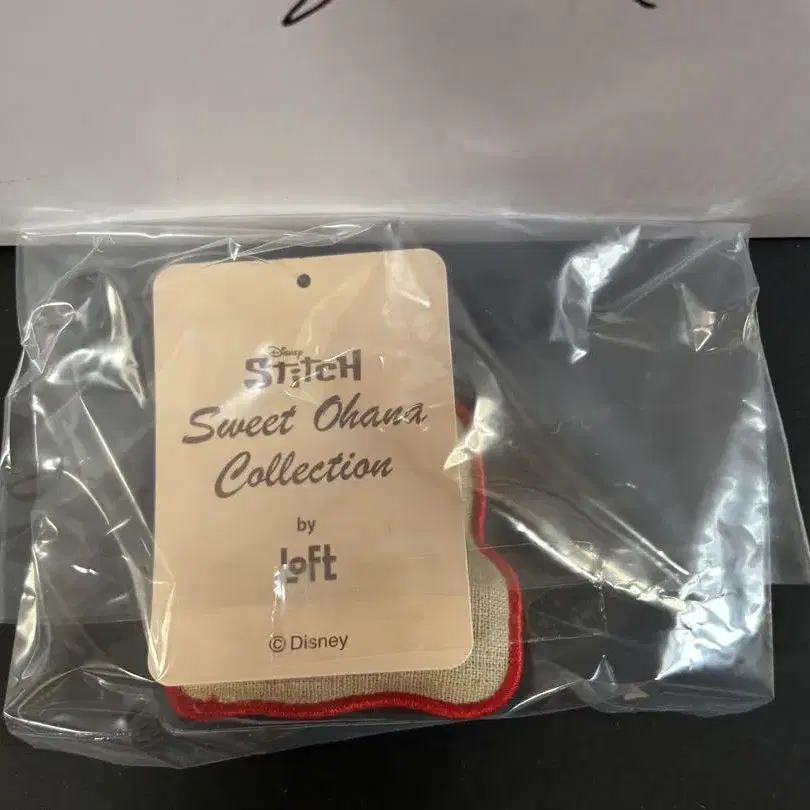 Disney
Stitch
Sweet Ohana
Collection
by
Loft
© Disney